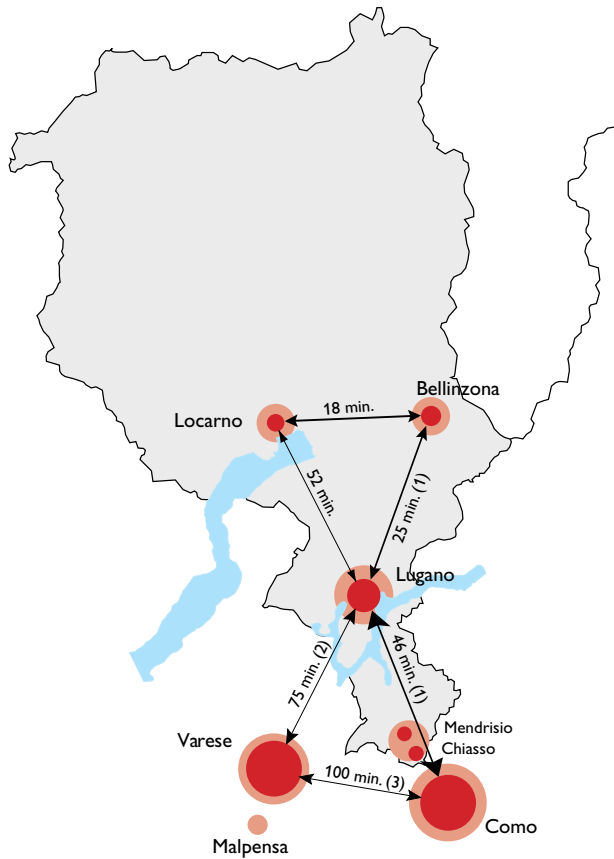 Bellinzona
18 min.
Locarno
52 min.
25 min. (1)
Lugano
75 min. (2)
46 min. (1)
Mendrisio
Varese
Chiasso
100 min. (3)
Como
Malpensa